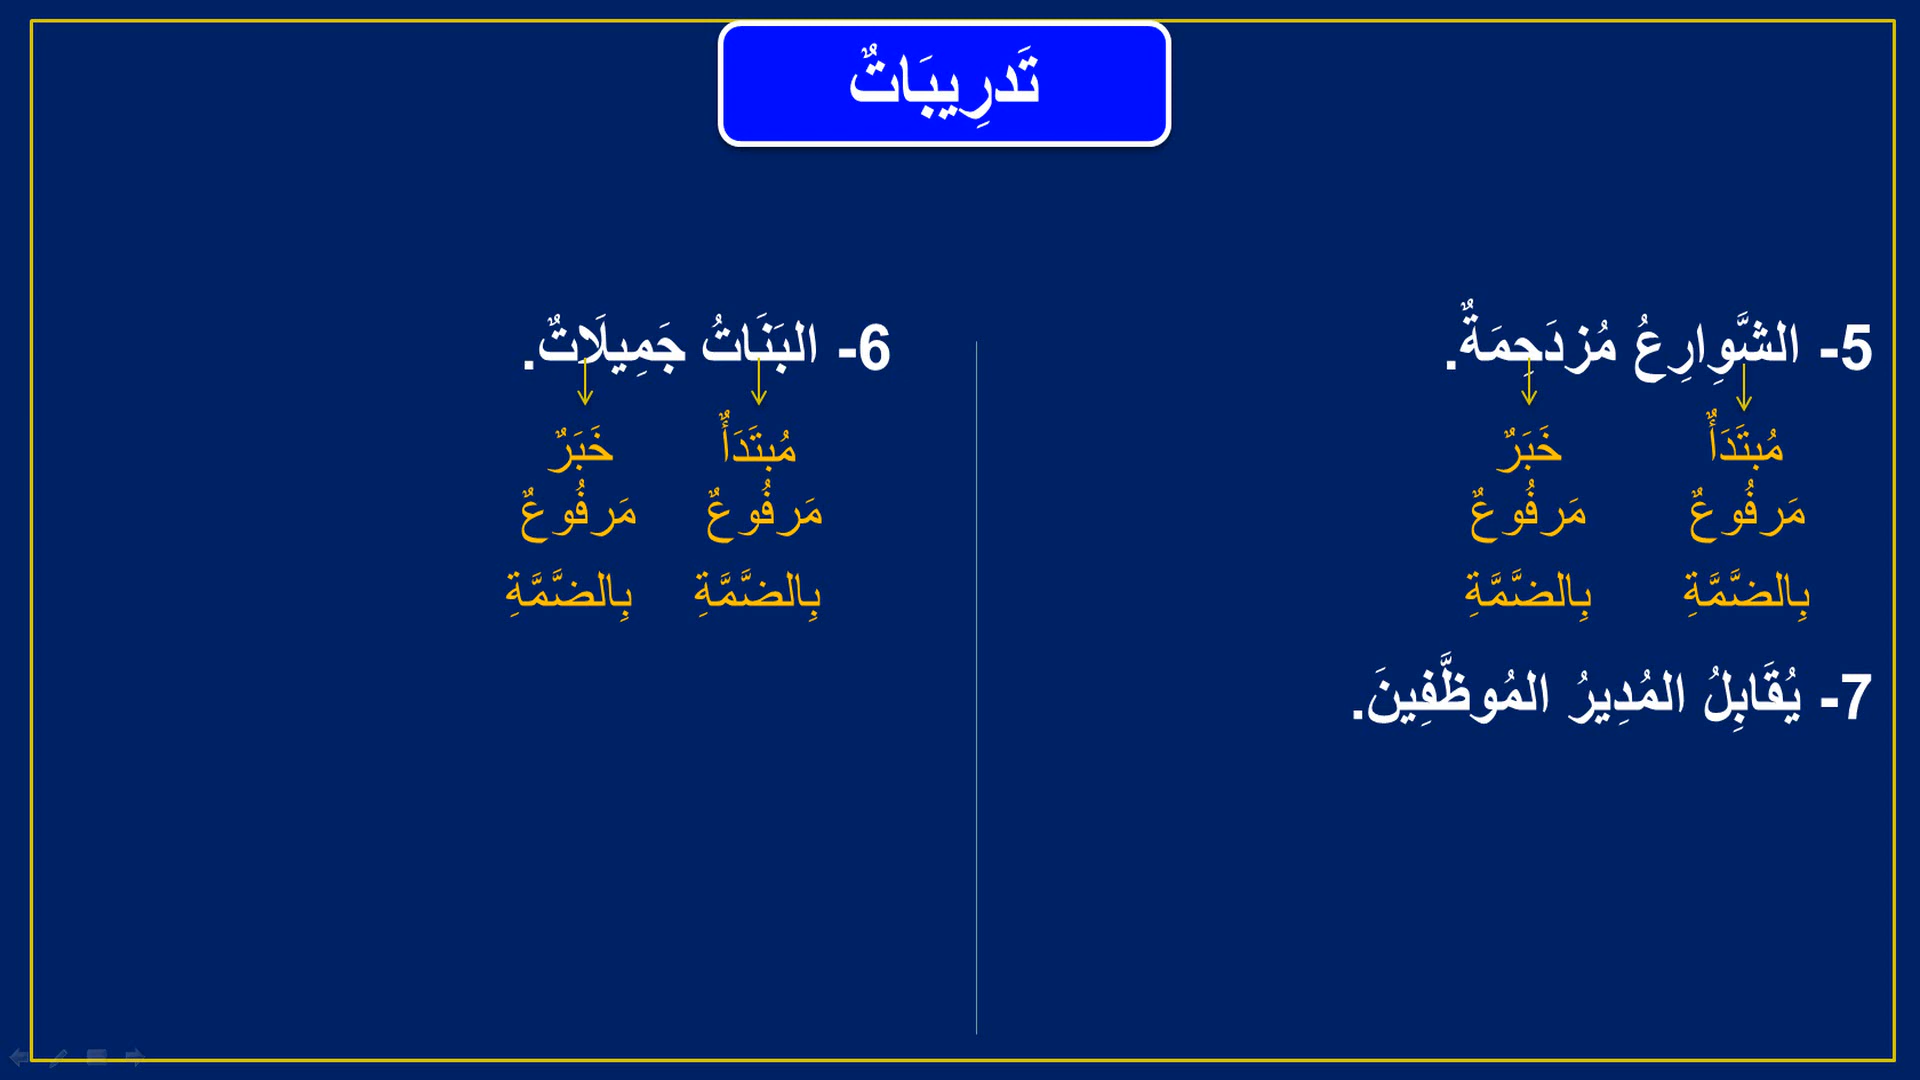 تَدرِيبَاتٌ
5- الشَّوارِعُ مُزدَحِمَةٌ.
مُبتَدَأٌ خَبَرٌ
مَرفُوعٌ مَرفُوعٌ
بِالضَّمَّةِ بِالضَّمَّةِ
6- البَنَاتُ جَمِيلَاتٌ.
مُبتَدَأٌ خَبَرٌ
مَرفُوعٌ مَرفُوعٌ
بِالضَّمَّةِ بِالضَّمَّةِ
7- يُقَابِلُ المُدِيرُ المُوظَّفِينَ.